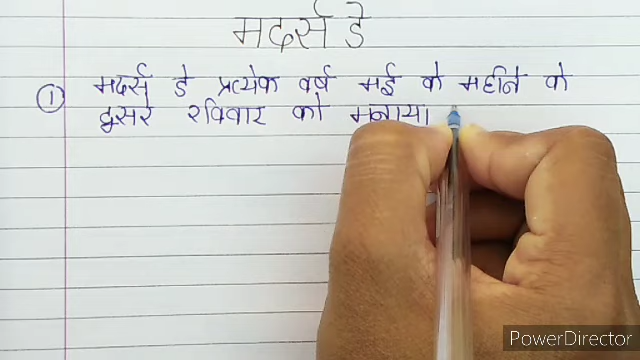 मदर्स डे
① मदर्स डे प्रत्येक वर्ष मई के महीने के
दूसरे रविवार को मनाया
PowerDirector